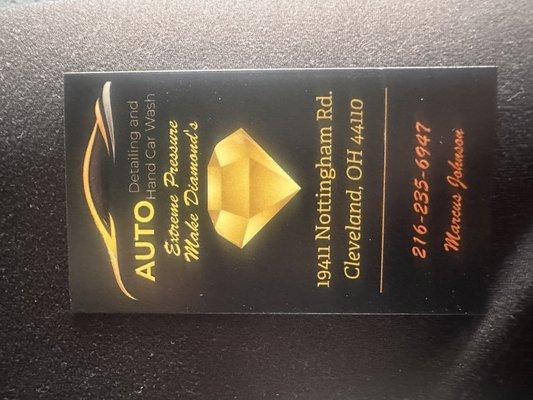 AUTO Detailing and
Hand Car Wash
Extreme Pressure
Make Diamond's
19411 Nottingham Rd.
Cleveland, OH 44110
216-235-6947
Marcus Johnson